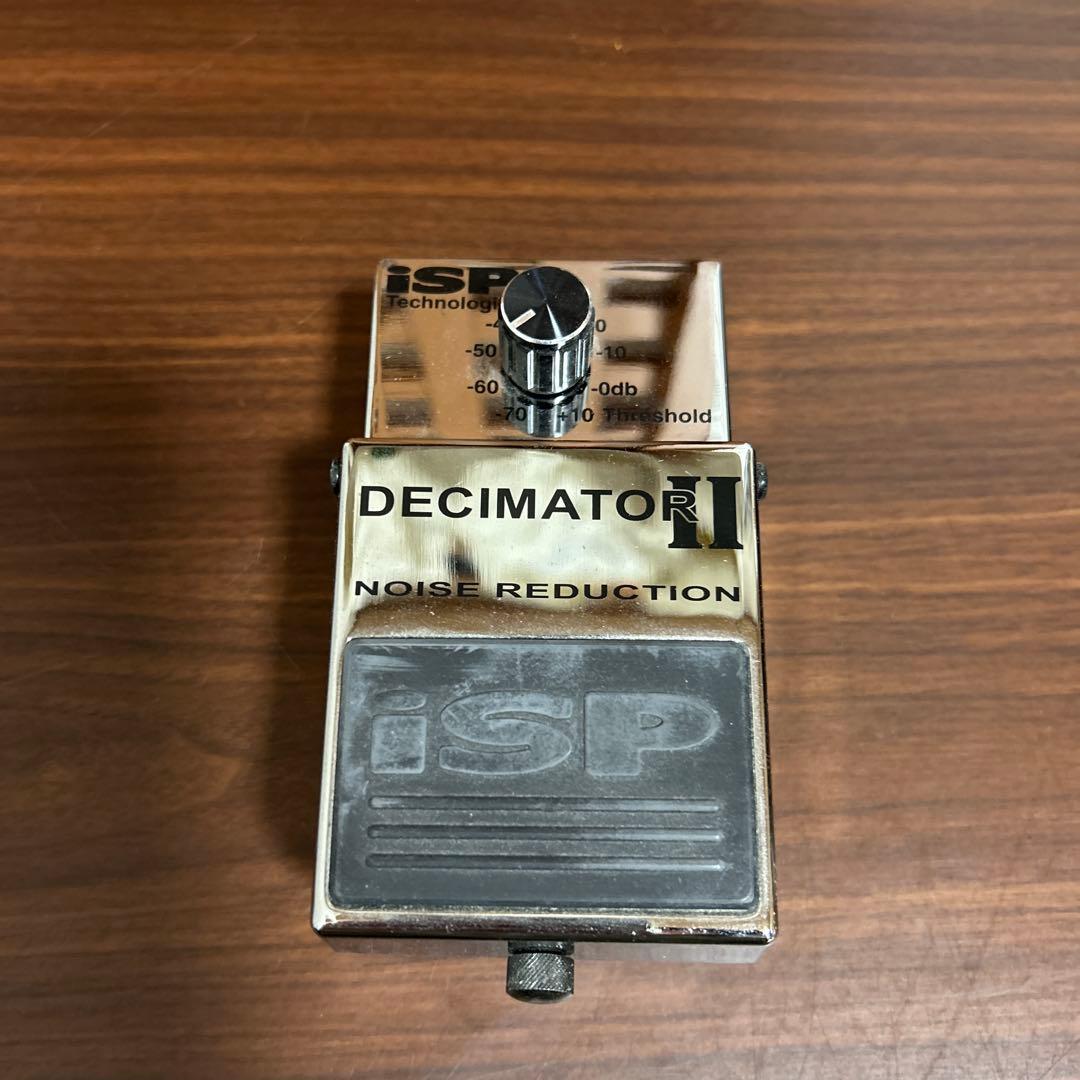 iSP
Technologi
-50 -10
-60 -0db
-70 +10 Threshold
DECIMATOR II
NOISE REDUCTION
iSP